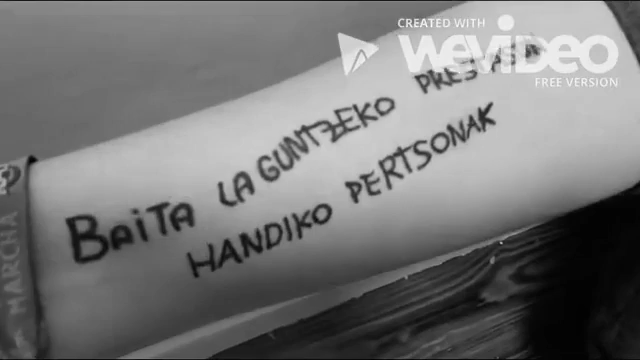 CREATED WITH
WeVideo
FREE VERSION
BAiTA LAGUNTZEKO
HANDIKO PERTSONAK
MARCHA